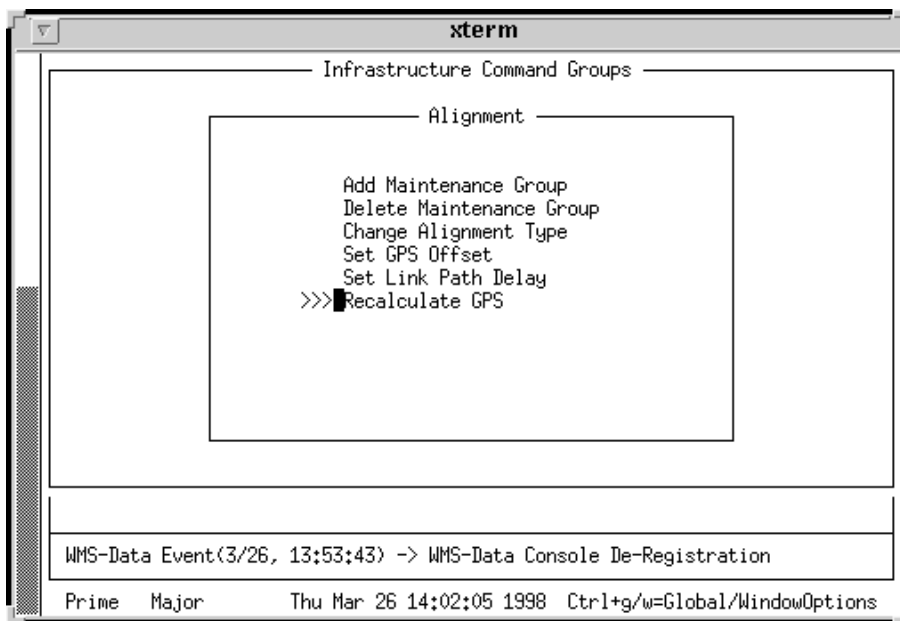 xterm
Infrastructure Command Groups
Alignment
Add Maintenance Group
Delete Maintenance Group
Change Alignment Type
Set GPS Offset
Set Link Path Delay
>>> Recalculate GPS
WMS-Data Event(3/26, 13:53:43) -> WMS-Data Console De-Registration
Prime Major Thu Mar 26 14:02:05 1998 Ctrl+g/w=Global/WindowOptions